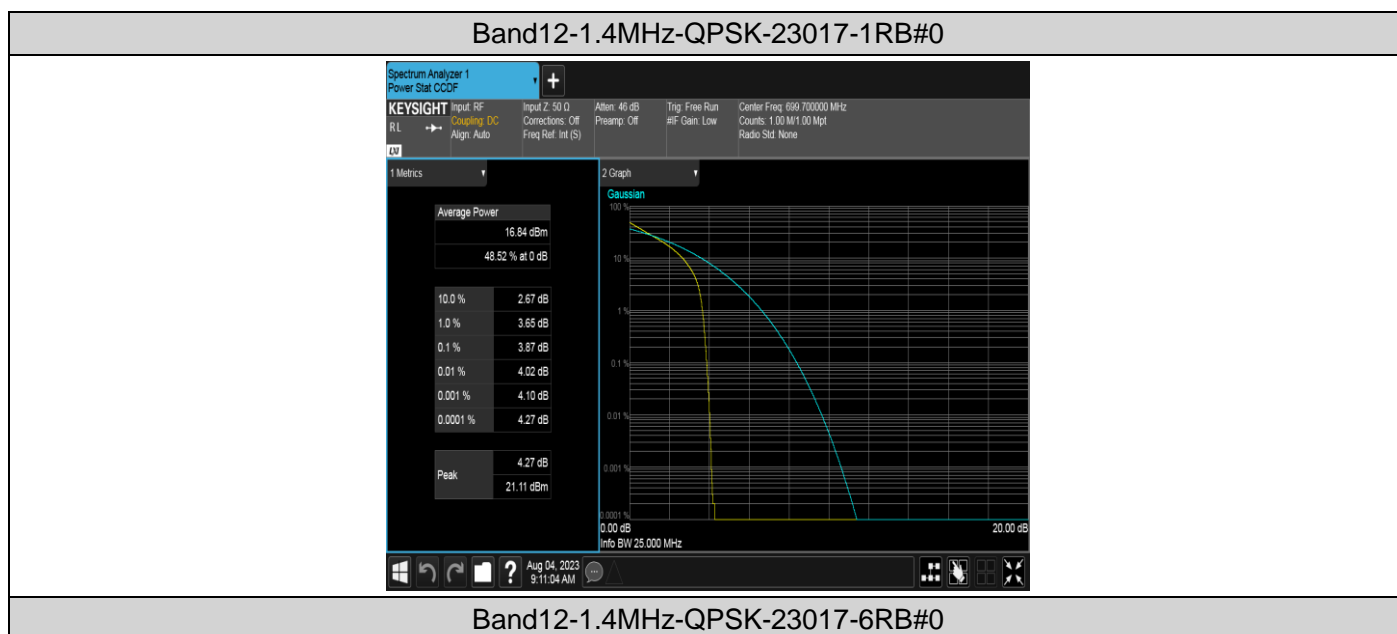 Band12-1.4MHz-QPSK-23017-1RB#0
Spectrum Analyzer 1
Power Stat CCDF
KEYSIGHT
RL
LXI
Input: RF
Coupling: DC
Align: Auto
Input Z: 50 Ω
Corrections: Off
Freq Ref: Int (S)
Atten: 46 dB
Preamp: Off
Trig: Free Run
#IF Gain: Low
Center Freq: 699.700000 MHz
Counts: 1.00 M/1.00 Mpt
Radio Std: None
1 Metrics
Average Power
16.84 dBm
48.52 % at 0 dB
10.0 % 2.67 dB
1.0 % 3.65 dB
0.1 % 3.87 dB
0.01 % 4.02 dB
0.001 % 4.10 dB
0.0001 % 4.27 dB
Peak
4.27 dB
21.11 dBm
2 Graph
Gaussian
100 %
10 %
1 %
0.1 %
0.01 %
0.001 %
0.0001 %
0.00 dB 20.00 dB
Info BW 25.000 MHz
? Aug 04, 2023
9:11:04 AM
Band12-1.4MHz-QPSK-23017-6RB#0